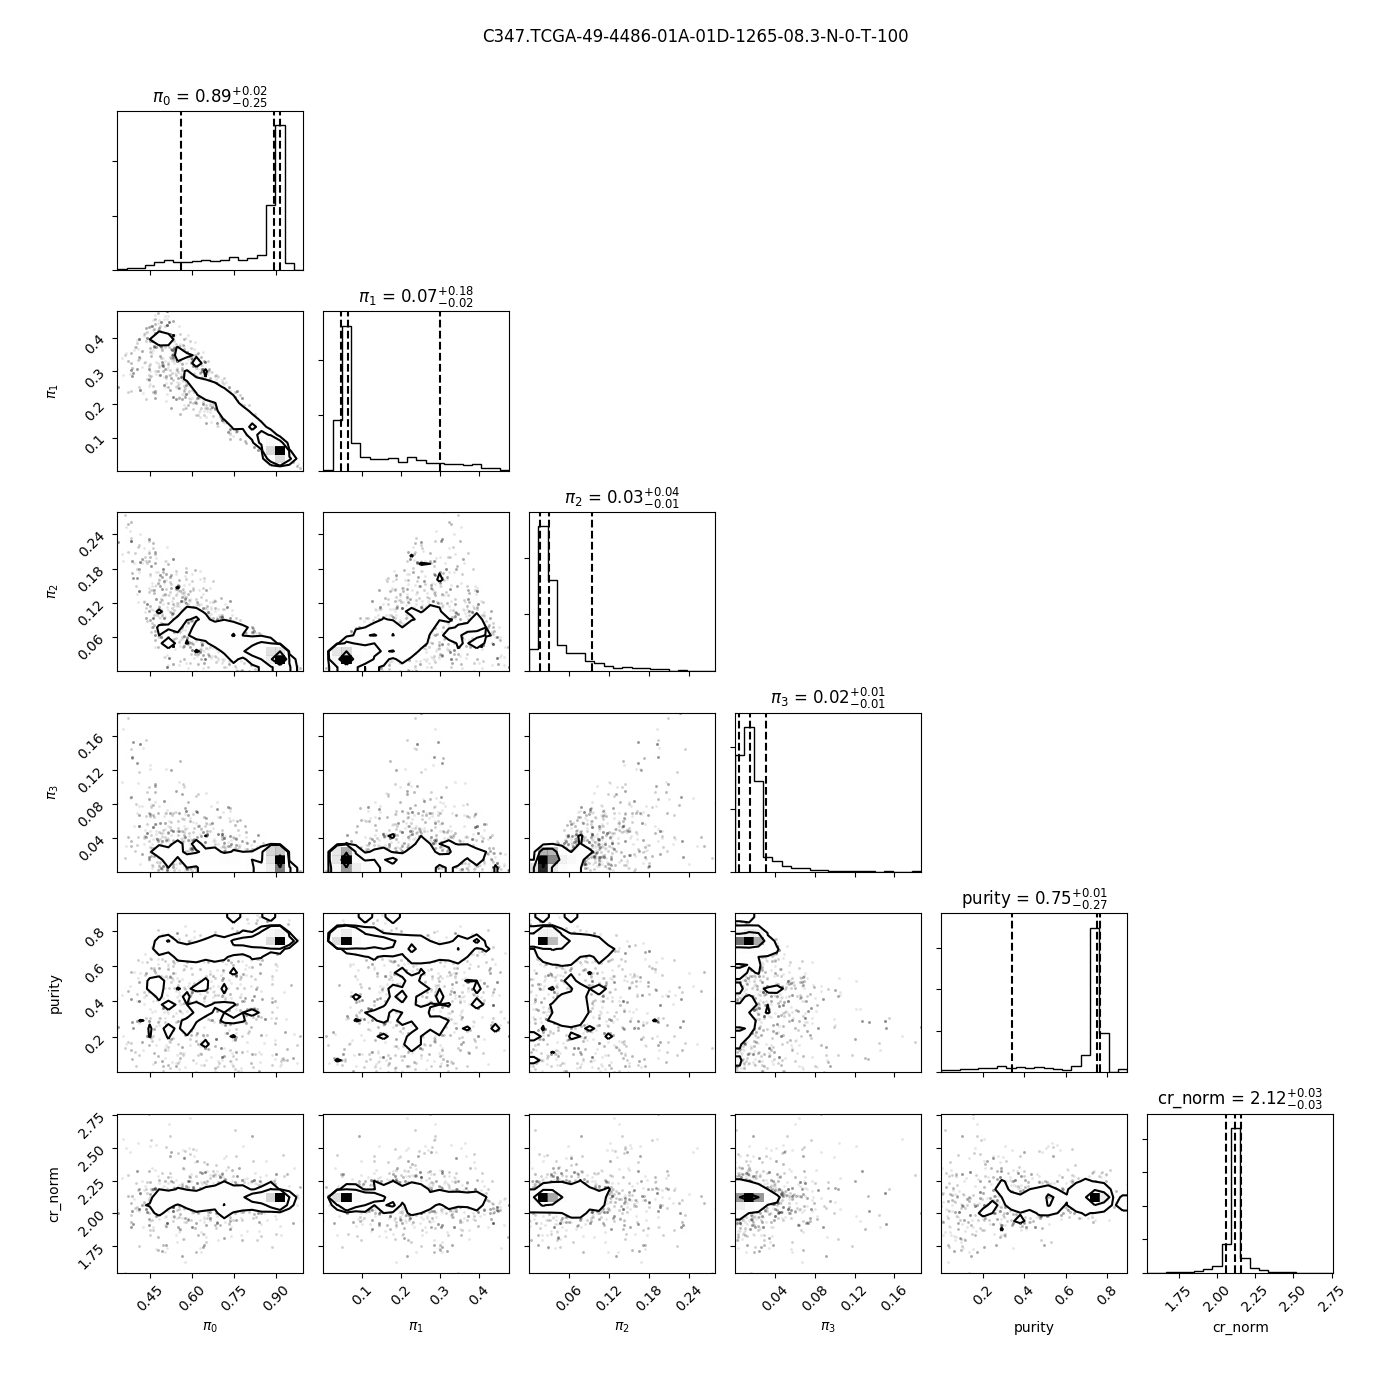 C347.TCGA-49-4486-01A-01D-1265-08.3-N-0-T-100
π₀ = 0.89 +0.02 −0.25
π₁ = 0.07 +0.18 −0.02
0.4
0.3
0.2
0.1
π₁
π₂ = 0.03 +0.04 −0.01
0.24
0.18
0.12
0.06
π₂
π₃ = 0.02 +0.01 −0.01
0.16
0.12
0.08
0.04
π₃
purity = 0.75 +0.01 −0.27
0.8
0.6
0.4
0.2
purity
cr_norm = 2.12 +0.03 −0.03
2.75
2.50
2.25
2.00
1.75
cr_norm
0.45 0.60 0.75 0.90
0.1 0.2 0.3 0.4
0.06 0.12 0.18 0.24
0.04 0.08 0.12 0.16
0.2 0.4 0.6 0.8
1.75 2.00 2.25 2.50 2.75
π₀ π₁ π₂ π₃ purity cr_norm